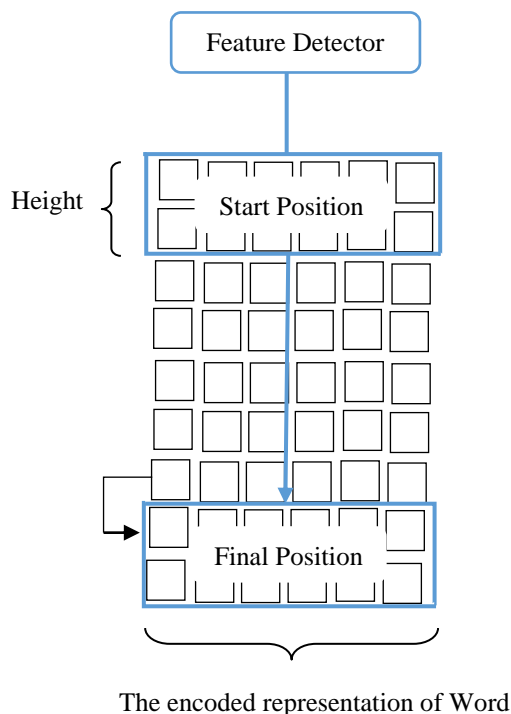 Feature Detector
Height
Start Position
Final Position
The encoded representation of Word